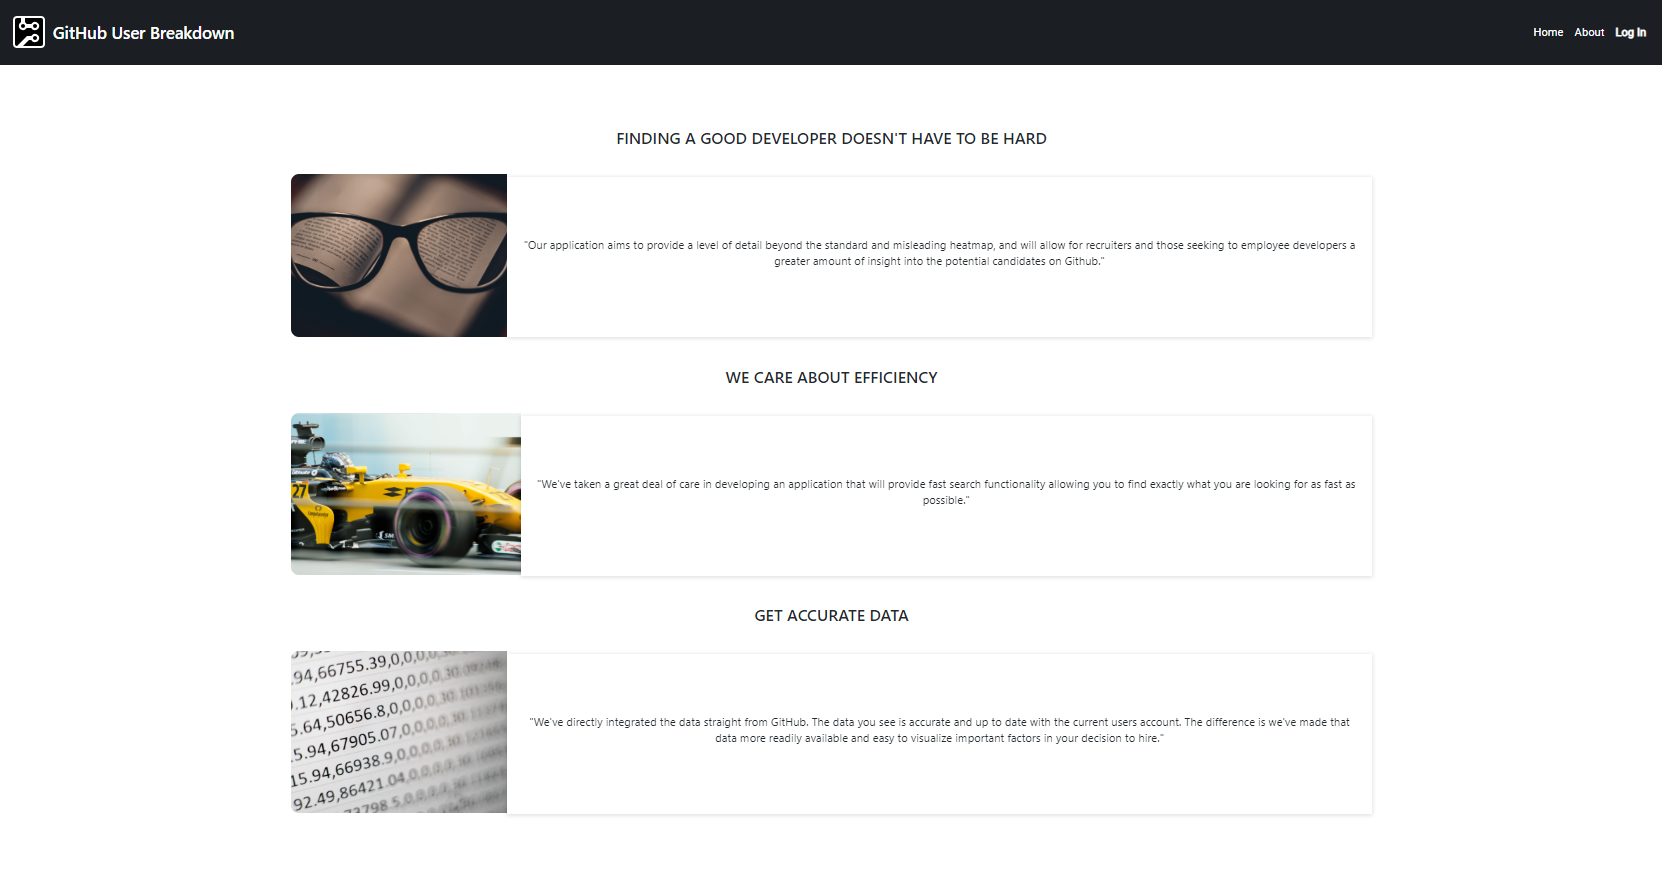 GitHub User Breakdown
Home About Log In
FINDING A GOOD DEVELOPER DOESN'T HAVE TO BE HARD
"Our application aims to provide a level of detail beyond the standard and misleading heatmap, and will allow for recruiters and those seeking to employee developers a
greater amount of insight into the potential candidates on Github."
WE CARE ABOUT EFFICIENCY
27
"We've taken a great deal of care in developing an application that will provide fast search functionality allowing you to find exactly what you are looking for as fast as
possible."
GET ACCURATE DATA
.94,66755.39,0,0,0,0,
.12,42826.99,0,0,0,0,
5.64,50656.8,0,0,0,0,
5.94,67905.07,0,0,0,0,
15.94,66938.9,0,0,0,0,
92.49,86421.04,0,0,0,0,
73798.5,0,0,0,0,
"We've directly integrated the data straight from GitHub. The data you see is accurate and up to date with the current users account. The difference is we've made that
data more readily available and easy to visualize important factors in your decision to hire."